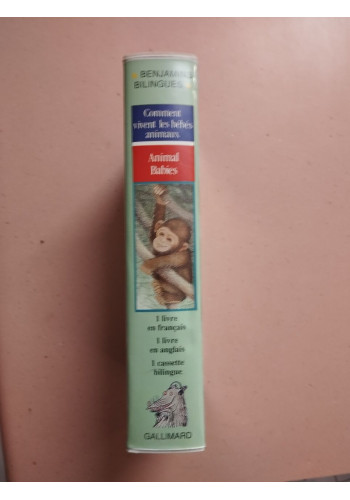 BENJAMINS
BILINGUES
Comment
vivent les bébés
animaux
Animal
Babies
1 livre
en français
1 livre
en anglais
1 cassette
bilingue
GALLIMARD